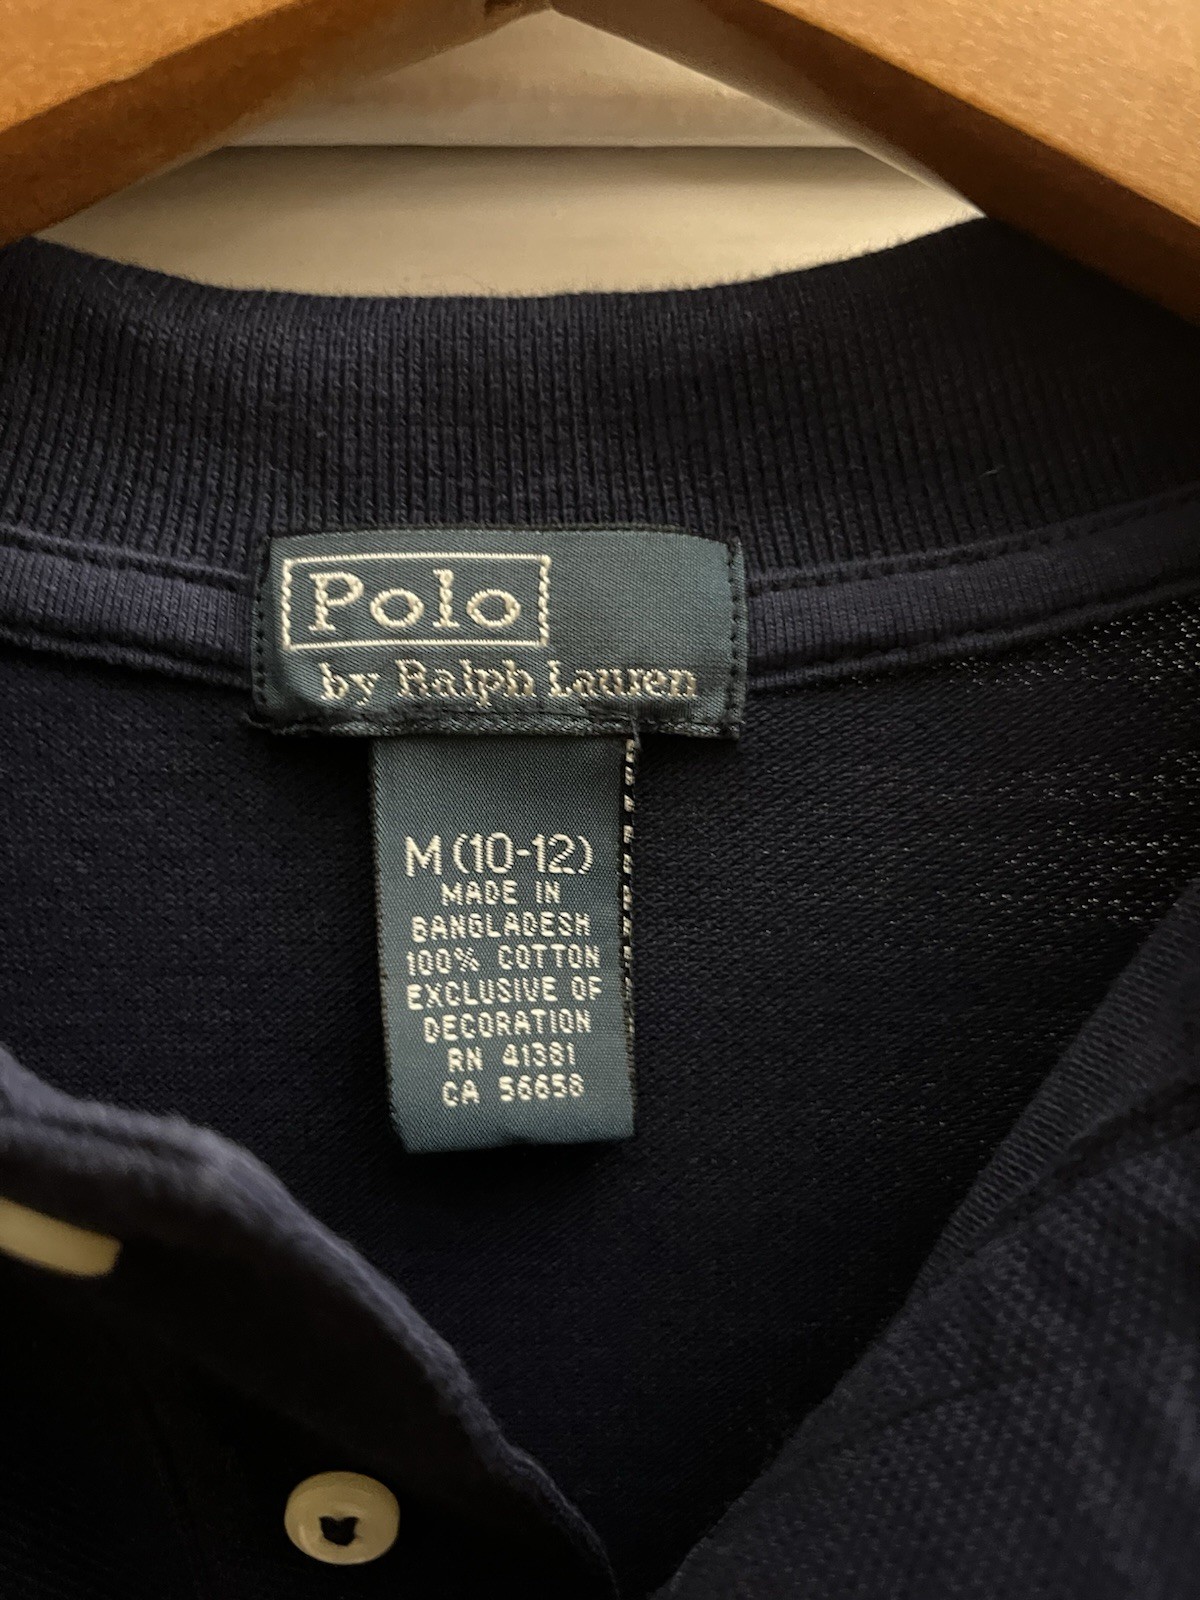 Polo
by Ralph Lauren
M (10-12)
MADE IN
BANGLADESH
100% COTTON
EXCLUSIVE OF
DECORATION
RN 41381
CA 56658